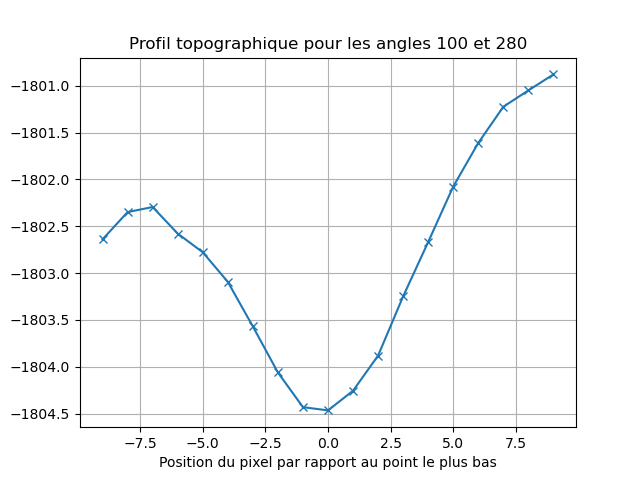 Profil topographique pour les angles 100 et 280
−1801.0
−1801.5
−1802.0
−1802.5
−1803.0
−1803.5
−1804.0
−1804.5
−7.5 −5.0 −2.5 0.0 2.5 5.0 7.5
Position du pixel par rapport au point le plus bas